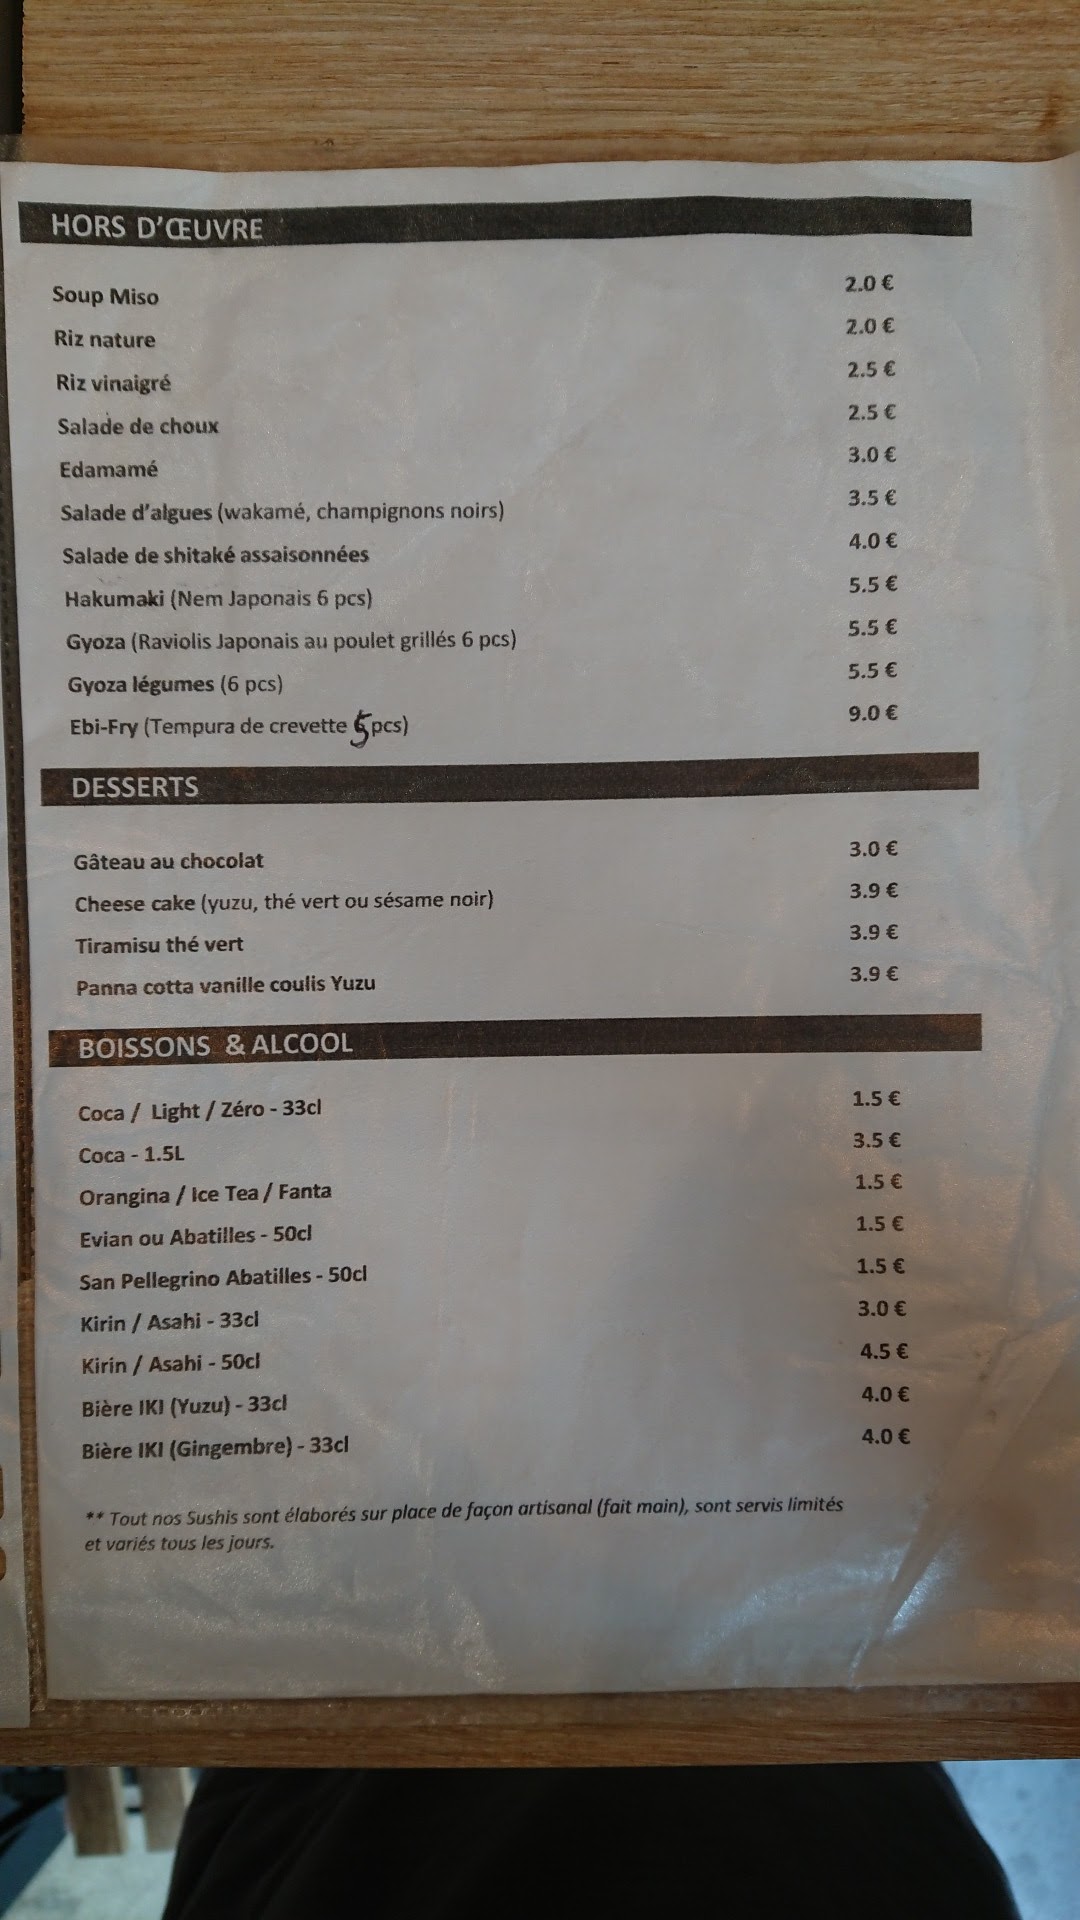 HORS D'ŒUVRE
Soup Miso 2.0 €
Riz nature 2.0 €
Riz vinaigré 2.5 €
Salade de choux 2.5 €
Edamamé 3.0 €
Salade d'algues (wakamé, champignons noirs) 3.5 €
Salade de shitaké assaisonnées 4.0 €
Hakumaki (Nem Japonais 6 pcs) 5.5 €
Gyoza (Raviolis Japonais au poulet grillés 6 pcs) 5.5 €
Gyoza légumes (6 pcs) 5.5 €
Ebi-Fry (Tempura de crevette 5 pcs) 9.0 €
DESSERTS
Gâteau au chocolat 3.0 €
Cheese cake (yuzu, thé vert ou sésame noir) 3.9 €
Tiramisu thé vert 3.9 €
Panna cotta vanille coulis Yuzu 3.9 €
BOISSONS & ALCOOL
Coca / Light / Zéro - 33cl 1.5 €
Coca - 1.5L 3.5 €
Orangina / Ice Tea / Fanta 1.5 €
Evian ou Abatilles - 50cl 1.5 €
San Pellegrino Abatilles - 50cl 1.5 €
Kirin / Asahi - 33cl 3.0 €
Kirin / Asahi - 50cl 4.5 €
Bière IKI (Yuzu) - 33cl 4.0 €
Bière IKI (Gingembre) - 33cl 4.0 €
** Tout nos Sushis sont élaborés sur place de façon artisanal (fait main), sont servis limités
et variés tous les jours.